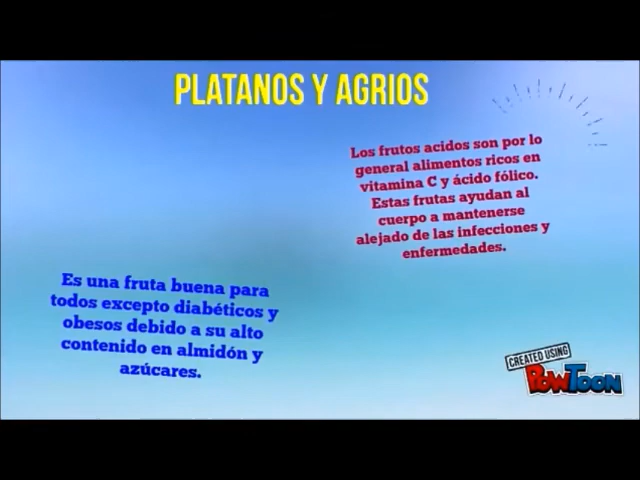 PLATANOS Y AGRIOS
Los frutos acidos son por lo
general alimentos ricos en
vitamina C y ácido fólico.
Estas frutas ayudan al
cuerpo a mantenerse
alejado de las infecciones y
enfermedades.
Es una fruta buena para
todos excepto diabéticos y
obesos debido a su alto
contenido en almidón y
azúcares.
CREATED USING
POWTOON